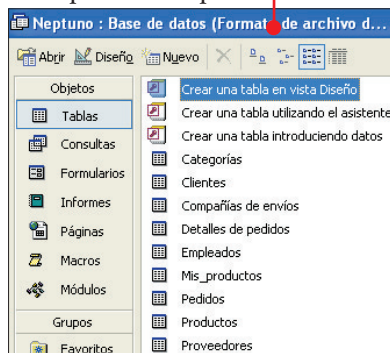 Neptuno : Base de datos (Formato de archivo d...
Abrir Diseño Nuevo
Objetos
Tablas
Consultas
Formularios
Informes
Páginas
Macros
Módulos
Grupos
Favoritos
Crear una tabla en vista Diseño
Crear una tabla utilizando el asistente
Crear una tabla introduciendo datos
Categorías
Clientes
Compañías de envíos
Detalles de pedidos
Empleados
Mis_productos
Pedidos
Productos
Proveedores